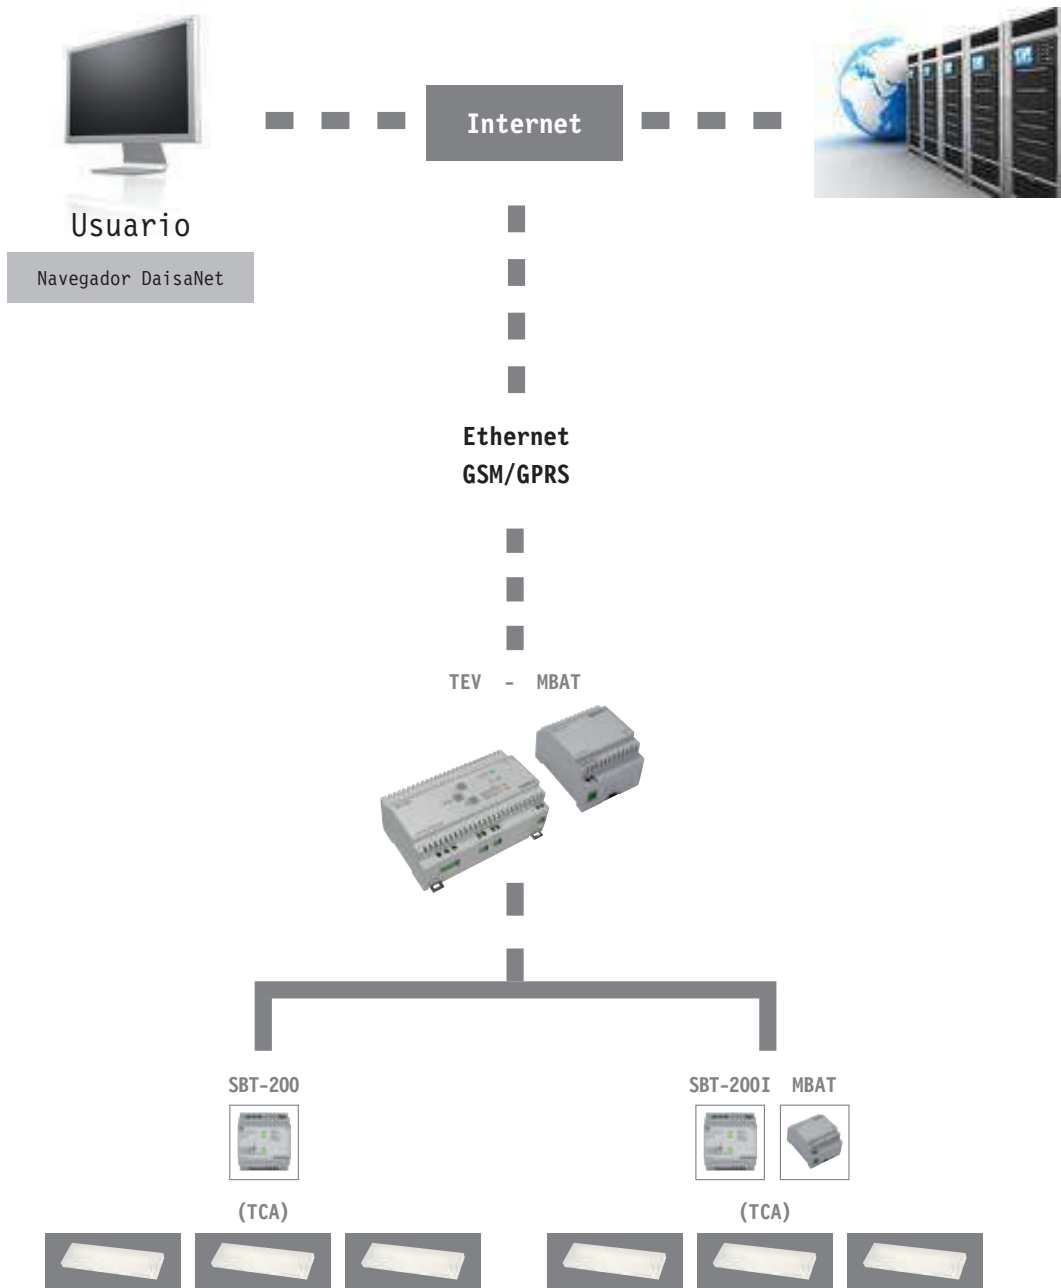 Internet
Usuario
Navegador DaisaNet
Ethernet
GSM/GPRS
TEV - MBAT
SBT-200
SBT-200I MBAT
(TCA)
(TCA)